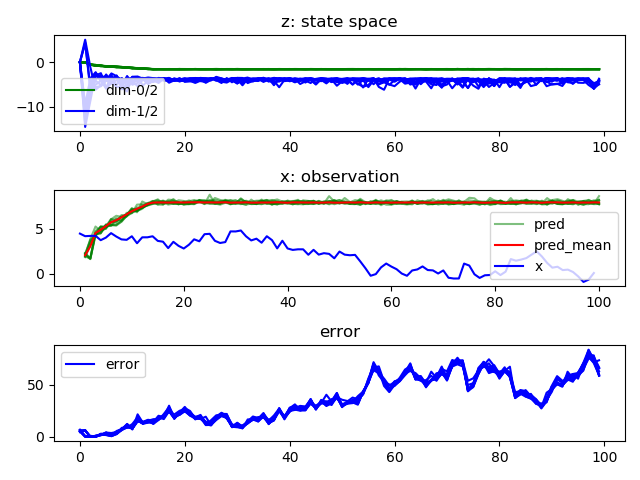 z: state space
0
−10
dim-0/2
dim-1/2
0 20 40 60 80 100
x: observation
5
0
pred
pred_mean
x
0 20 40 60 80 100
error
50
0
error
0 20 40 60 80 100